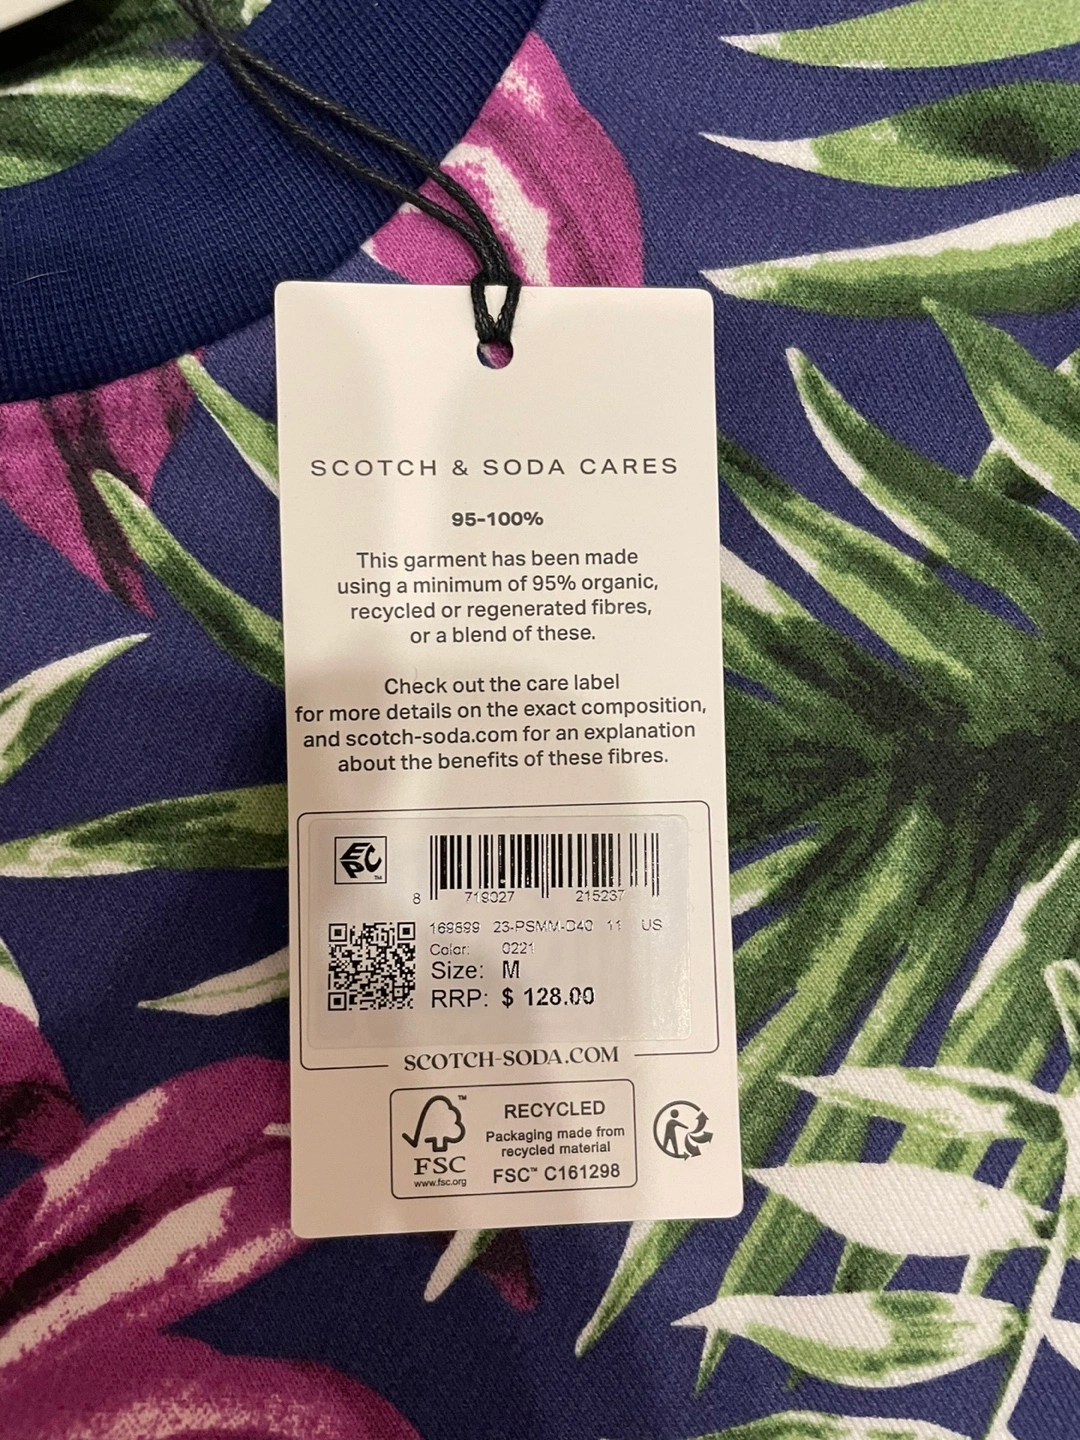 SCOTCH & SODA CARES
95-100%
This garment has been made
using a minimum of 95% organic,
recycled or regenerated fibres,
or a blend of these.
Check out the care label
for more details on the exact composition,
and scotch-soda.com for an explanation
about the benefits of these fibres.
EPC™
8 719027 215237
169899 23-PSMM-D40 11 US
Color: 0221
Size: M
RRP: $ 128.00
SCOTCH-SODA.COM
FSC
www.fsc.org
RECYCLED
Packaging made from
recycled material
FSC™ C161298